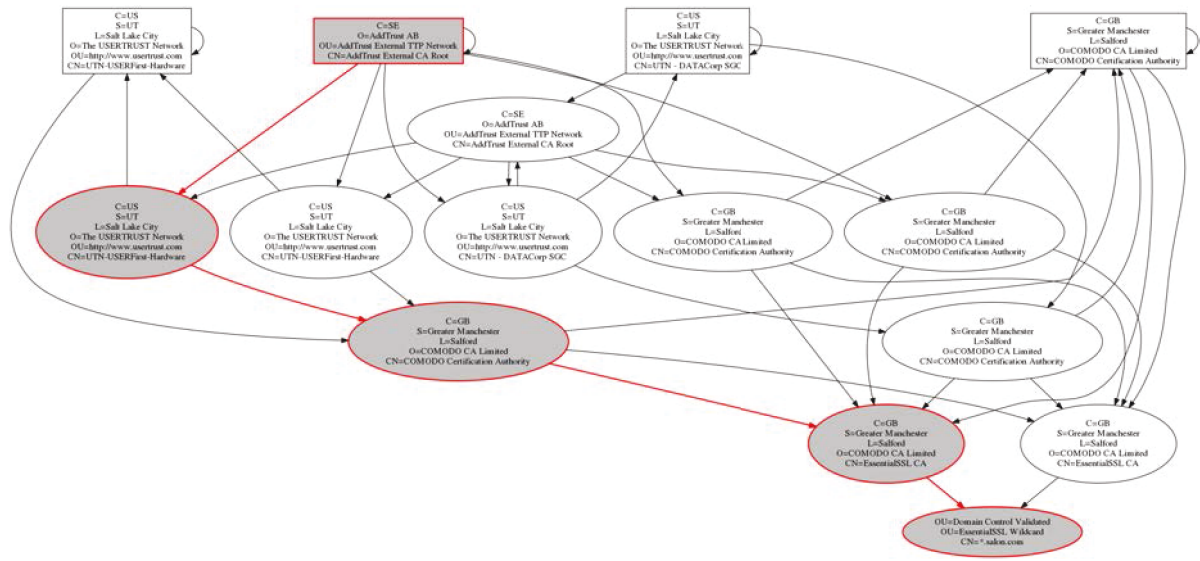 C=US
S=UT
L=Salt Lake City
O=The USERTRUST Network
OU=http://www.usertrust.com
CN=UTN-USERFirst-Hardware
C=SE
O=AddTrust AB
OU=AddTrust External TTP Network
CN=AddTrust External CA Root
C=US
S=UT
L=Salt Lake City
O=The USERTRUST Network
OU=http://www.usertrust.com
CN=UTN - DATACorp SGC
C=GB
S=Greater Manchester
L=Salford
O=COMODO CA Limited
CN=COMODO Certification Authority
C=SE
O=AddTrust AB
OU=AddTrust External TTP Network
CN=AddTrust External CA Root
C=US
S=UT
L=Salt Lake City
O=The USERTRUST Network
OU=http://www.usertrust.com
CN=UTN-USERFirst-Hardware
C=US
S=UT
L=Salt Lake City
O=The USERTRUST Network
OU=http://www.usertrust.com
CN=UTN-USERFirst-Hardware
C=US
S=UT
L=Salt Lake City
O=The USERTRUST Network
OU=http://www.usertrust.com
CN=UTN - DATACorp SGC
C=GB
S=Greater Manchester
L=Salford
O=COMODO CA Limited
CN=COMODO Certification Authority
C=GB
S=Greater Manchester
L=Salford
O=COMODO CA Limited
CN=COMODO Certification Authority
C=GB
S=Greater Manchester
L=Salford
O=COMODO CA Limited
CN=COMODO Certification Authority
C=GB
S=Greater Manchester
L=Salford
O=COMODO CA Limited
CN=COMODO Certification Authority
C=GB
S=Greater Manchester
L=Salford
O=COMODO CA Limited
CN=EssentialSSL CA
C=GB
S=Greater Manchester
L=Salford
O=COMODO CA Limited
CN=EssentialSSL CA
OU=Domain Control Validated
OU=EssentialSSL Wildcard
CN=*.salon.com